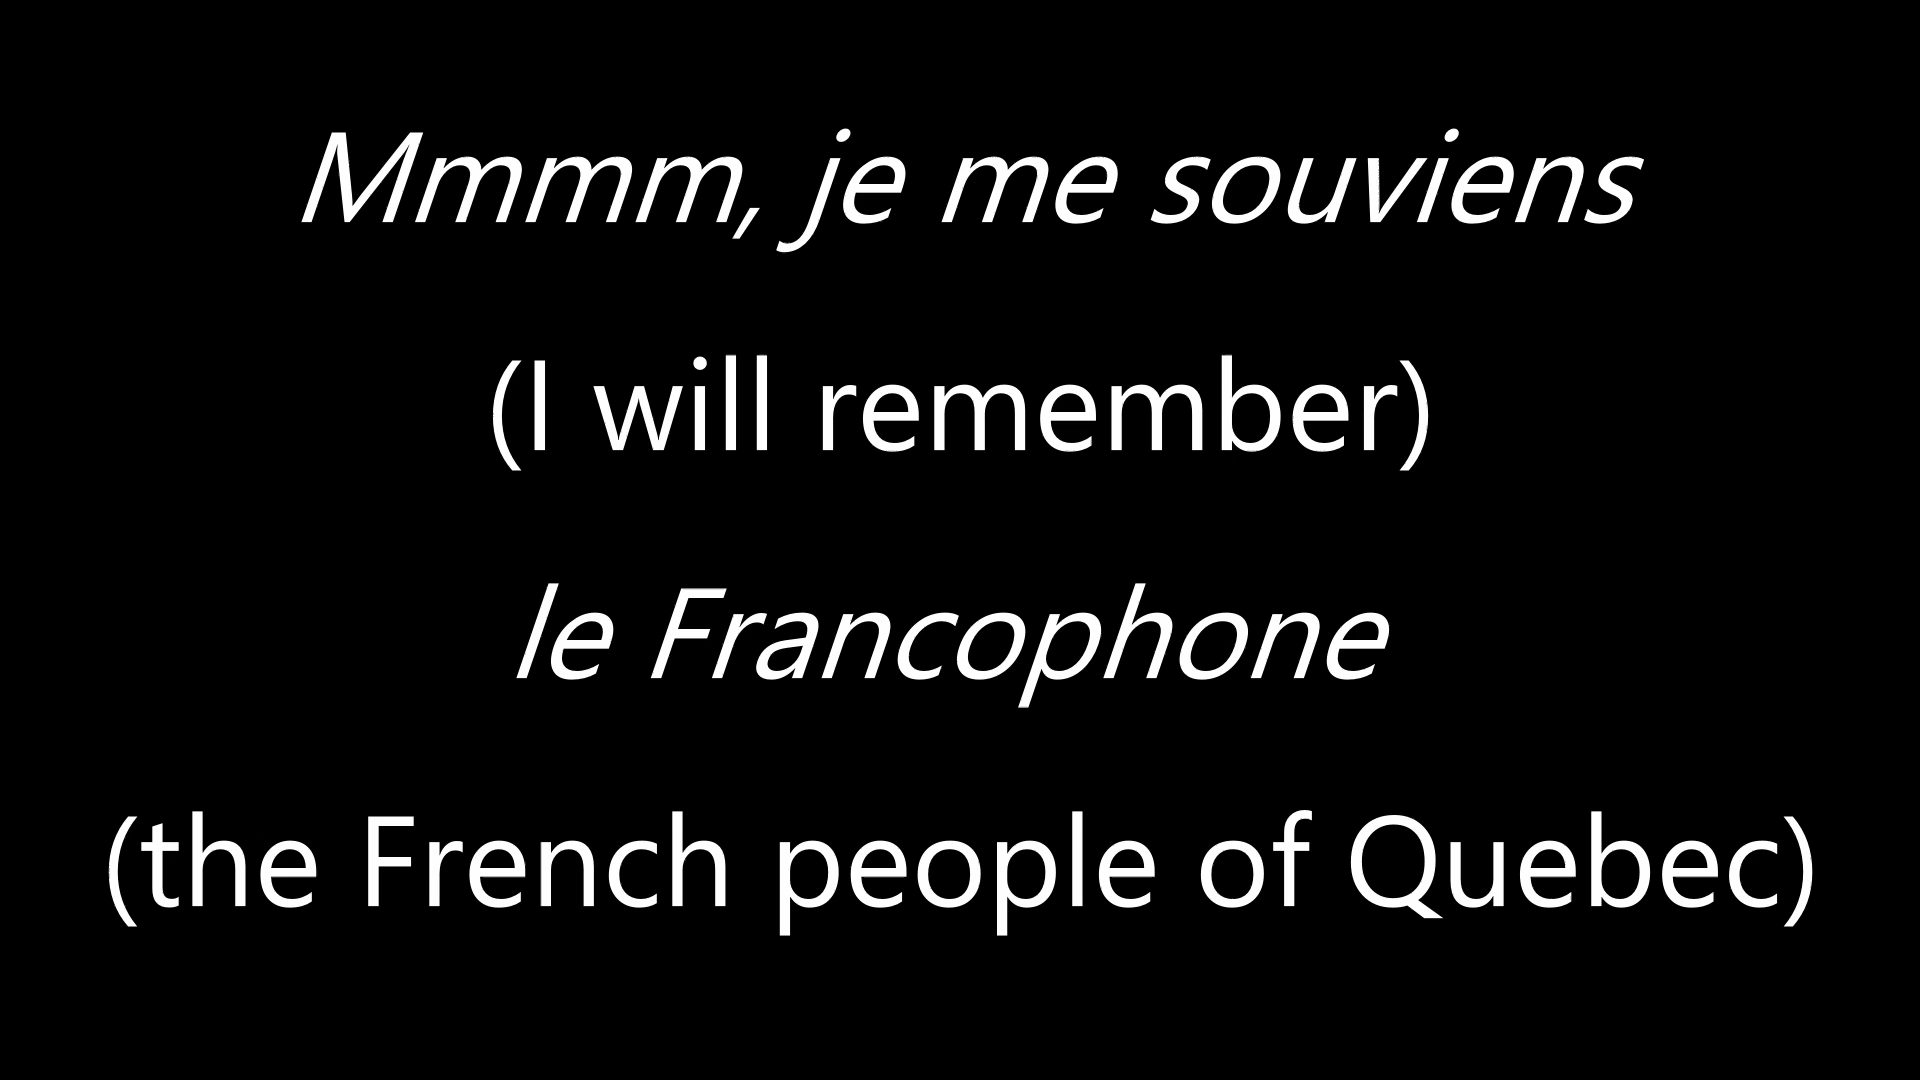 Mmmm, je me souviens
(I will remember)
le Francophone
(the French people of Quebec)